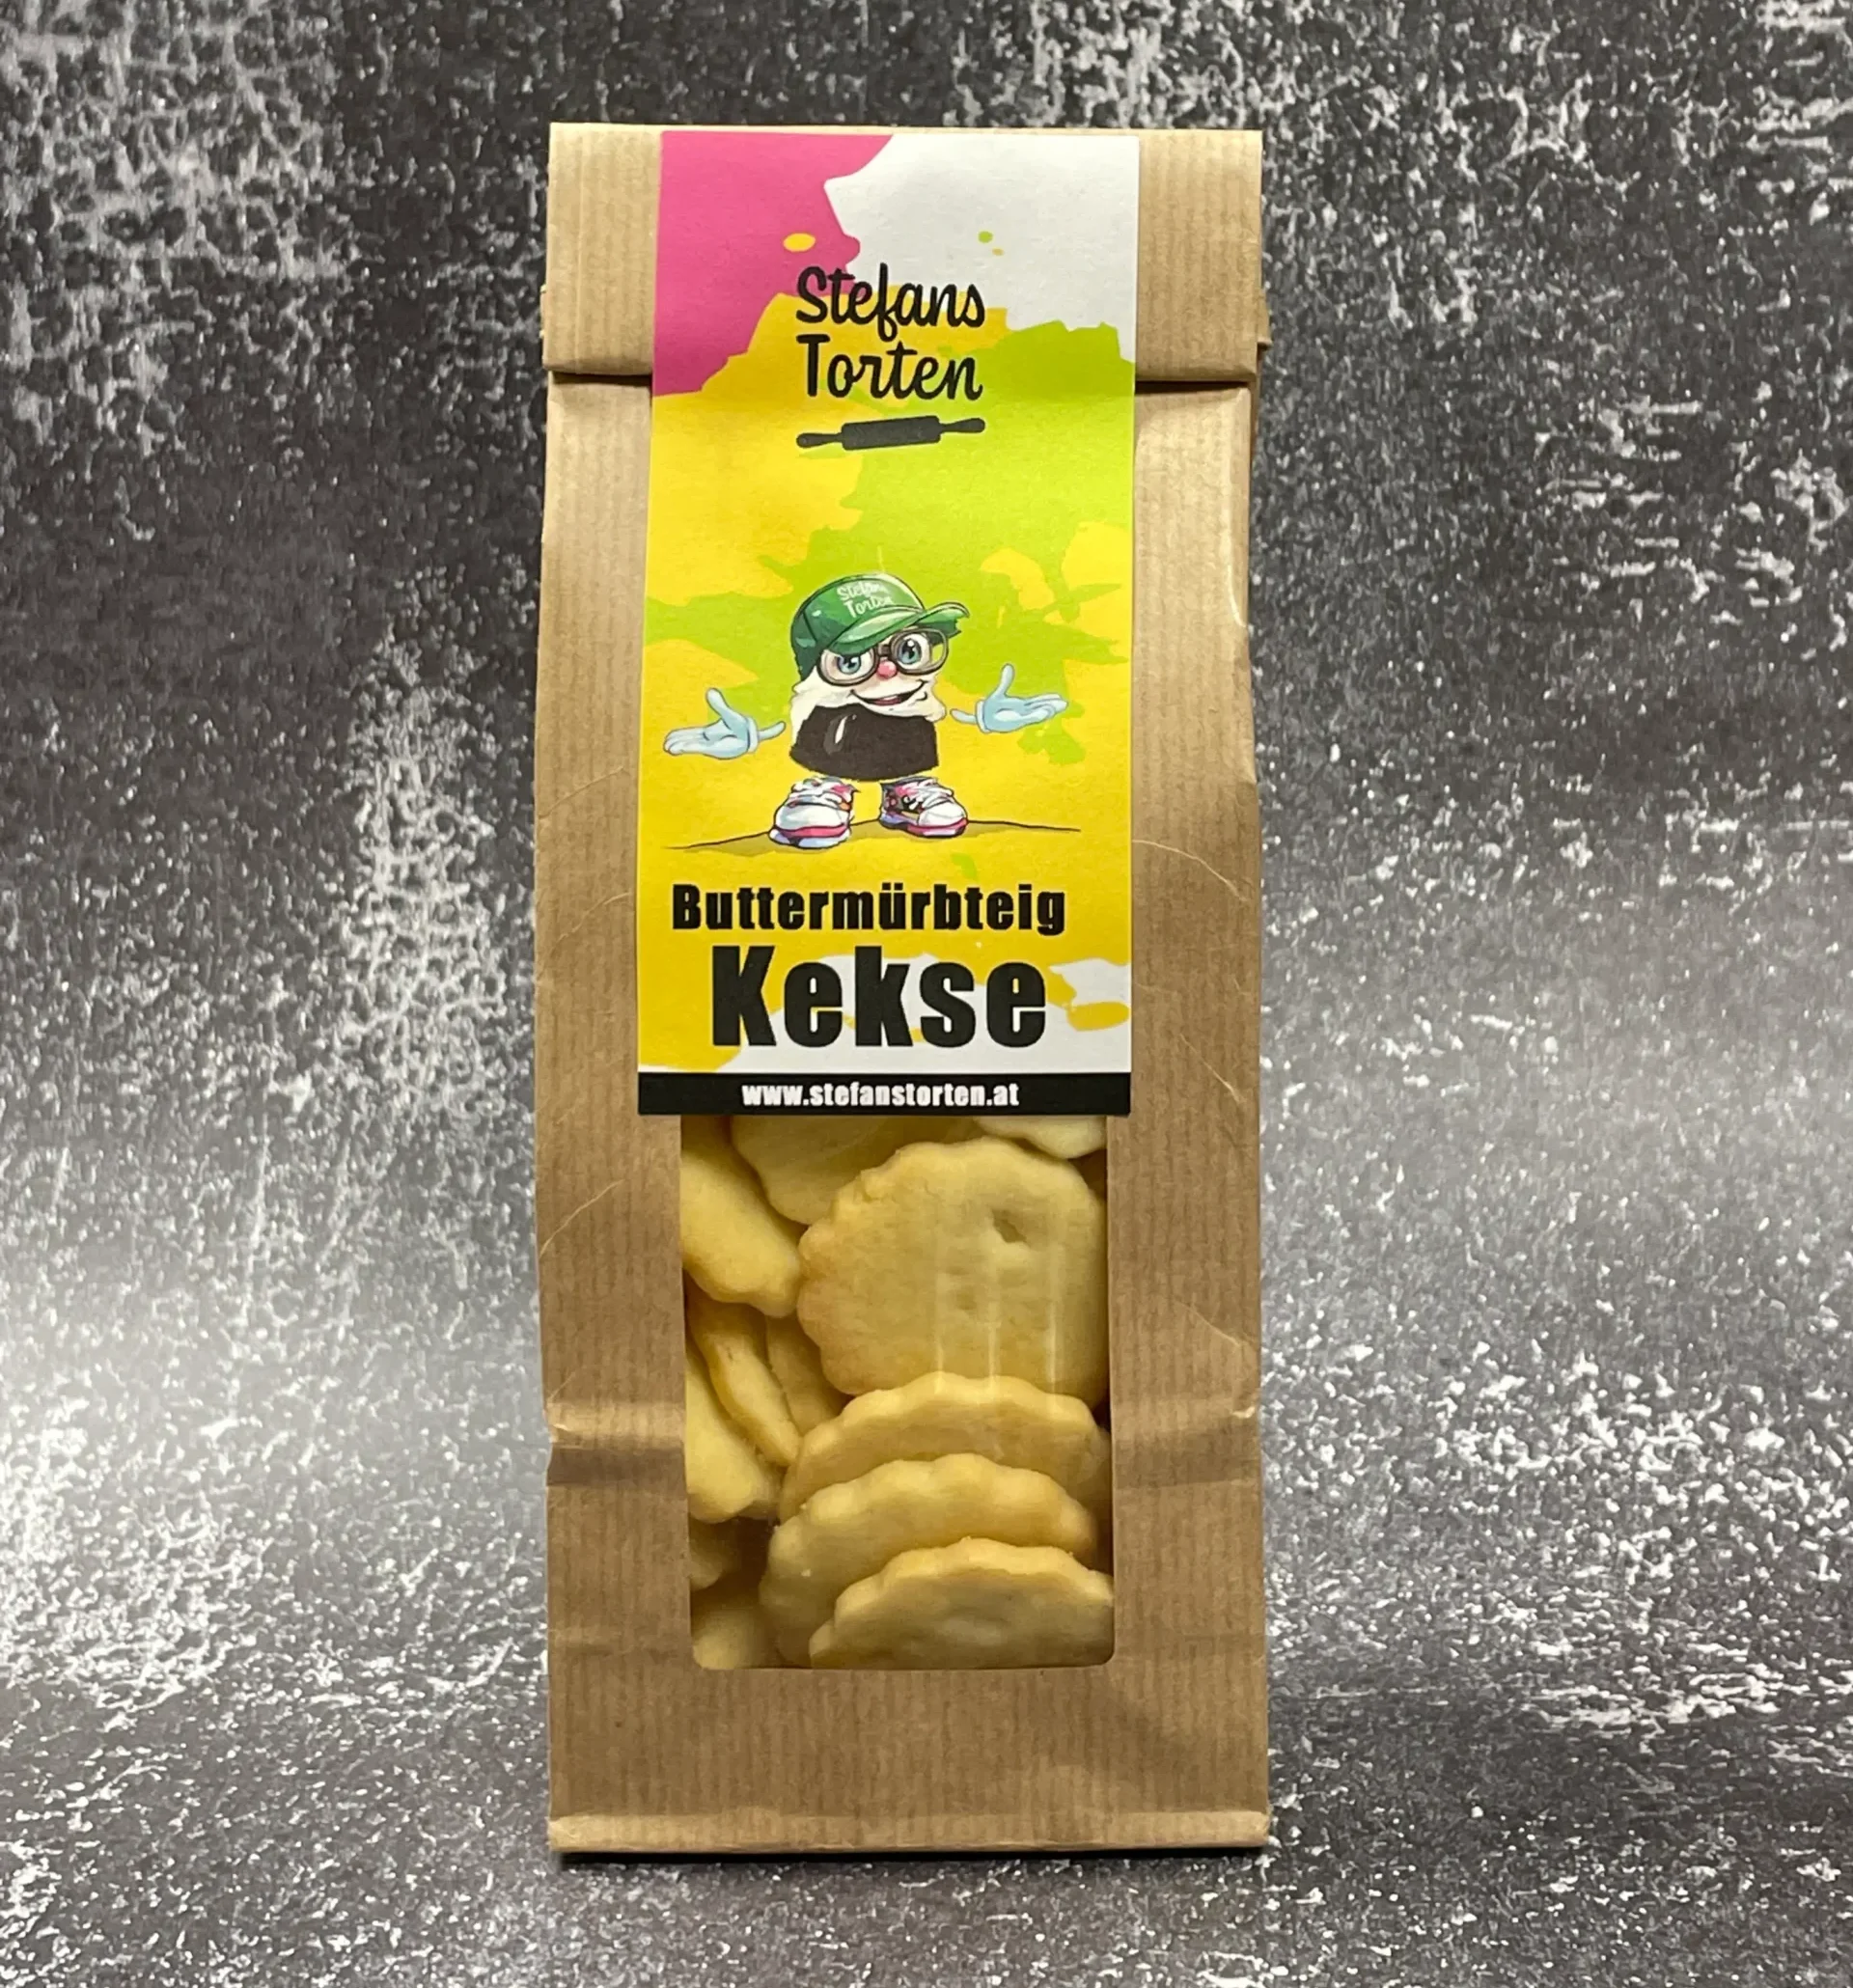 Stefans
Torten
Stefans
Torten
Buttermürbteig
Kekse
www.stefanstorten.at